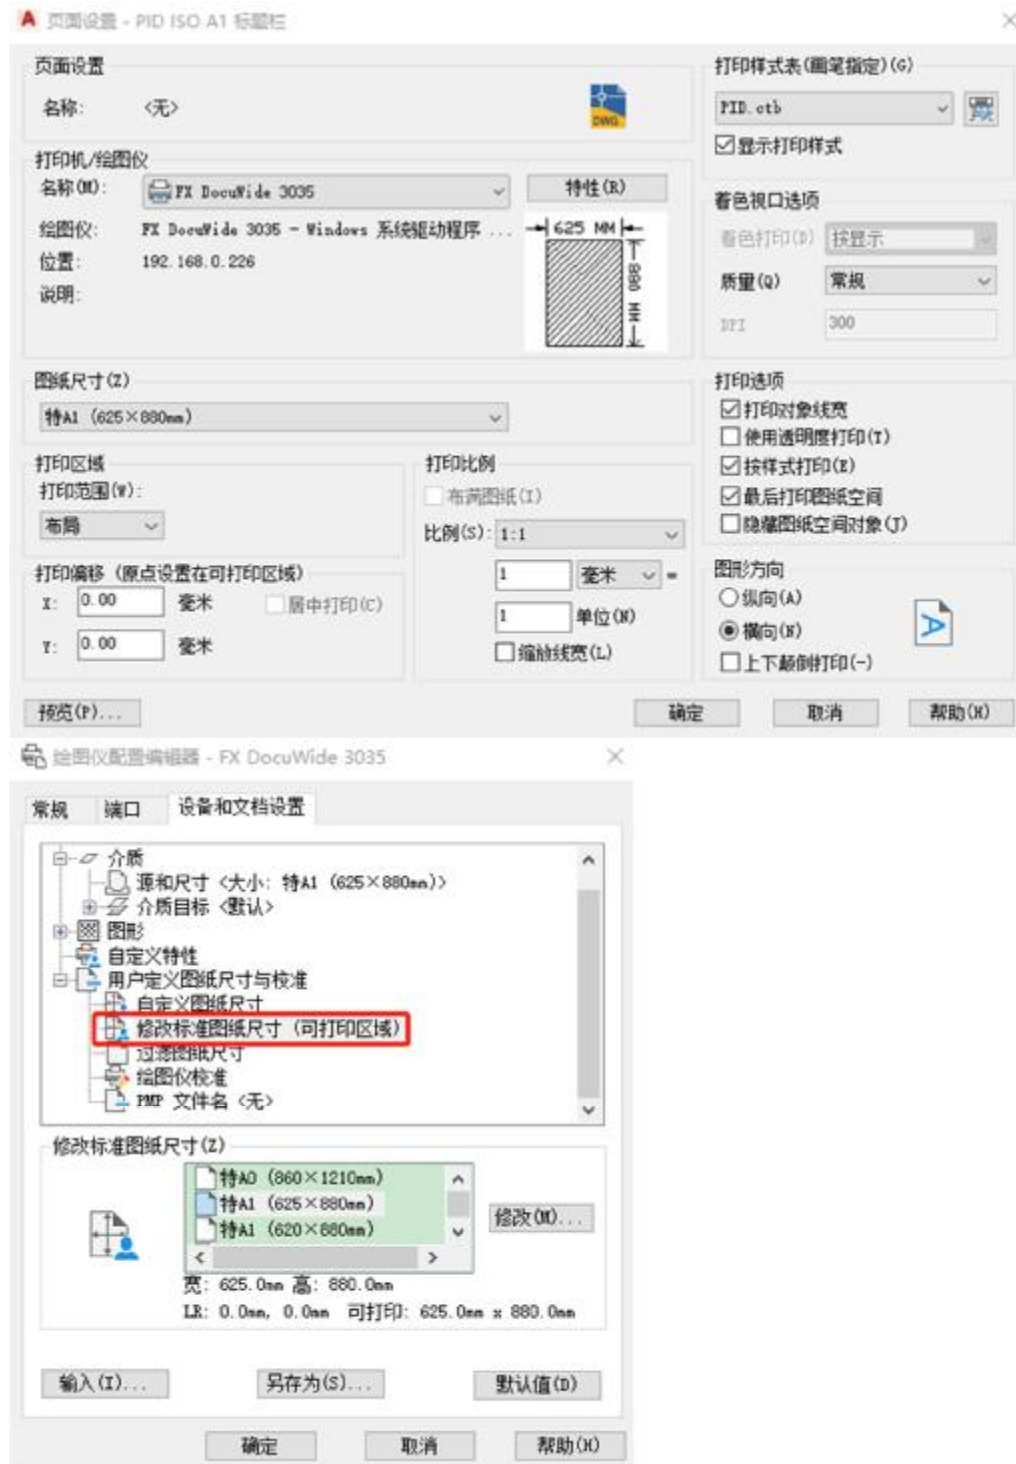 页面设置 - PID ISO A1 标题栏
页面设置
名称: <无>
DWG
打印样式表(画笔指定)(G)
PID.ctb
显示打印样式
打印机/绘图仪
名称(M): FX DocuWide 3035 特性(R)
绘图仪: FX DocuWide 3035 - Windows 系统驱动程序 ...
位置: 192.168.0.226
说明:
625 MM
880 MM
着色视口选项
着色打印(D) 按显示
质量(Q) 常规
DPI 300
图纸尺寸(Z)
特A1 (625×880mm)
打印区域
打印范围(W):
布局
打印比例
布满图纸(I)
比例(S): 1:1
1 毫米 =
1 单位(N)
缩放线宽(L)
打印偏移 (原点设置在可打印区域)
X: 0.00 毫米 居中打印(C)
Y: 0.00 毫米
打印选项
打印对象线宽
使用透明度打印(T)
按样式打印(E)
最后打印图纸空间
隐藏图纸空间对象(J)
图形方向
纵向(A)
横向(N)
上下颠倒打印(-)
A
预览(P)... 确定 取消 帮助(H)
绘图仪配置编辑器 - FX DocuWide 3035
常规 端口 设备和文档设置
介质
源和尺寸 <大小: 特A1 (625×880mm)>
介质目标 <默认>
图形
自定义特性
用户定义图纸尺寸与校准
自定义图纸尺寸
修改标准图纸尺寸 (可打印区域)
过滤图纸尺寸
绘图仪校准
PMP 文件名 <无>
修改标准图纸尺寸(Z)
特A0 (860×1210mm)
特A1 (625×880mm)
特A1 (620×880mm)
修改(M)...
宽: 625.0mm 高: 880.0mm
LR: 0.0mm, 0.0mm 可打印: 625.0mm x 880.0mm
输入(I)... 另存为(S)... 默认值(D)
确定 取消 帮助(H)